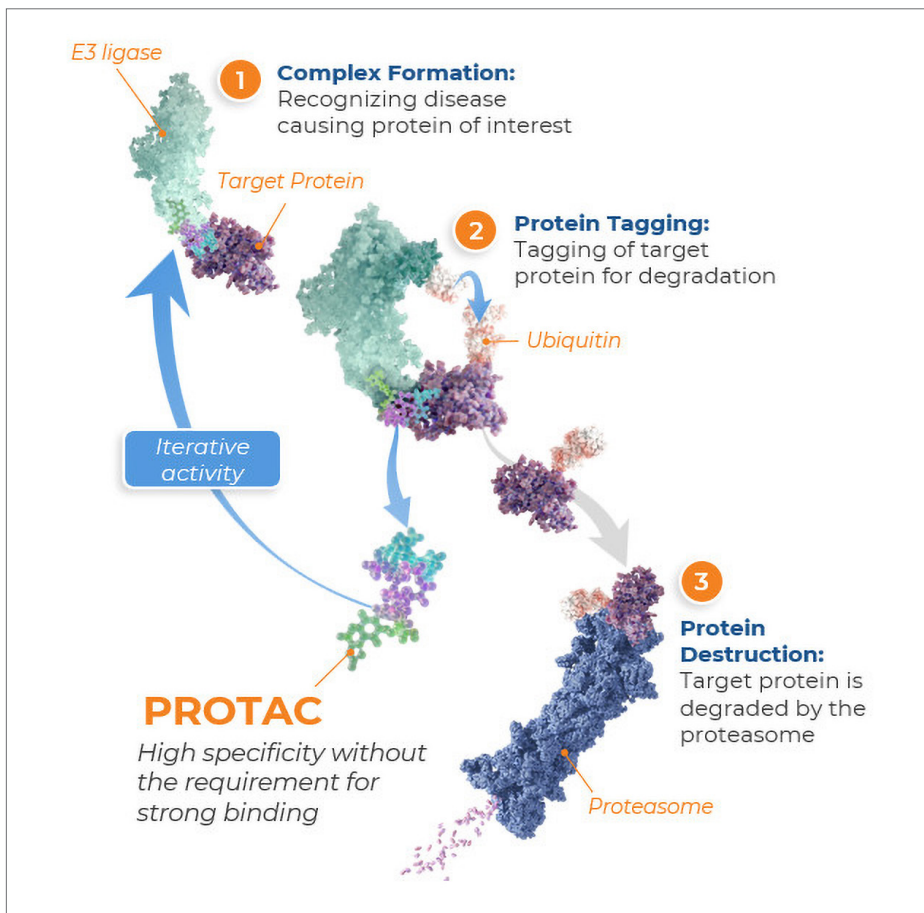 E3 ligase
1
Complex Formation:
Recognizing disease
causing protein of interest
Target Protein
2
Protein Tagging:
Tagging of target
protein for degradation
Ubiquitin
Iterative
activity
3
Protein
Destruction:
Target protein is
degraded by the
proteasome
PROTAC
High specificity without
the requirement for
strong binding
Proteasome